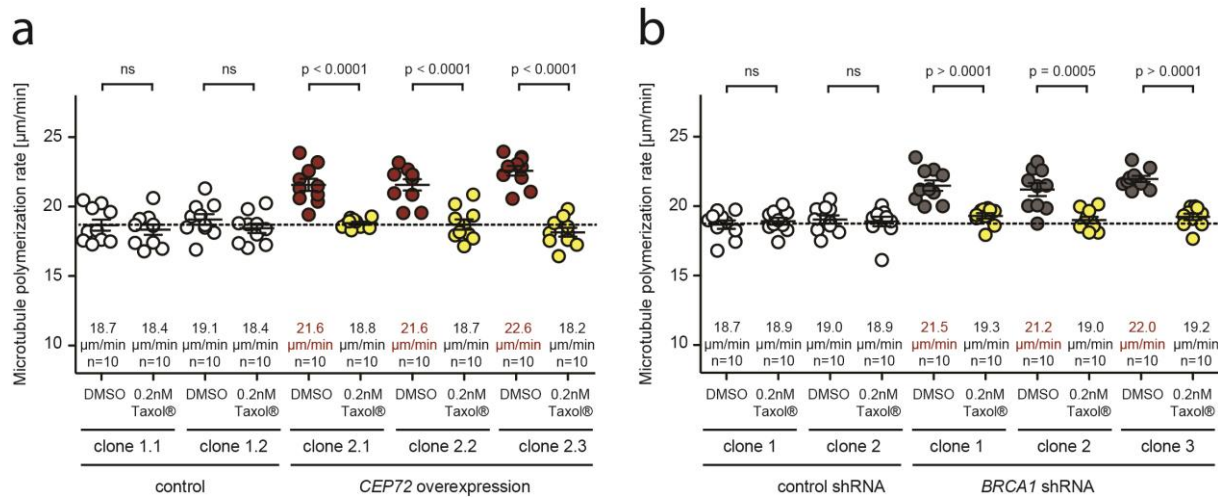 a
ns
ns
p < 0.0001
p < 0.0001
p < 0.0001
Microtubule polymerization rate [µm/min]
25
20
15
10
18.7 18.4 19.1 18.4 21.6 18.8 21.6 18.7 22.6 18.2
µm/min µm/min µm/min µm/min µm/min µm/min µm/min µm/min µm/min µm/min
n=10 n=10 n=10 n=10 n=10 n=10 n=10 n=10 n=10 n=10
DMSO 0.2nM DMSO 0.2nM DMSO 0.2nM DMSO 0.2nM DMSO 0.2nM
Taxol® Taxol® Taxol® Taxol® Taxol®
clone 1.1 clone 1.2 clone 2.1 clone 2.2 clone 2.3
control CEP72 overexpression
b
ns
ns
p > 0.0001
p = 0.0005
p > 0.0001
Microtubule polymerization rate [µm/min]
25
20
15
10
18.7 18.9 19.0 18.9 21.5 19.3 21.2 19.0 22.0 19.2
µm/min µm/min µm/min µm/min µm/min µm/min µm/min µm/min µm/min µm/min
n=10 n=10 n=10 n=10 n=10 n=10 n=10 n=10 n=10 n=10
DMSO 0.2nM DMSO 0.2nM DMSO 0.2nM DMSO 0.2nM DMSO 0.2nM
Taxol® Taxol® Taxol® Taxol® Taxol®
clone 1 clone 2 clone 1 clone 2 clone 3
control shRNA BRCA1 shRNA